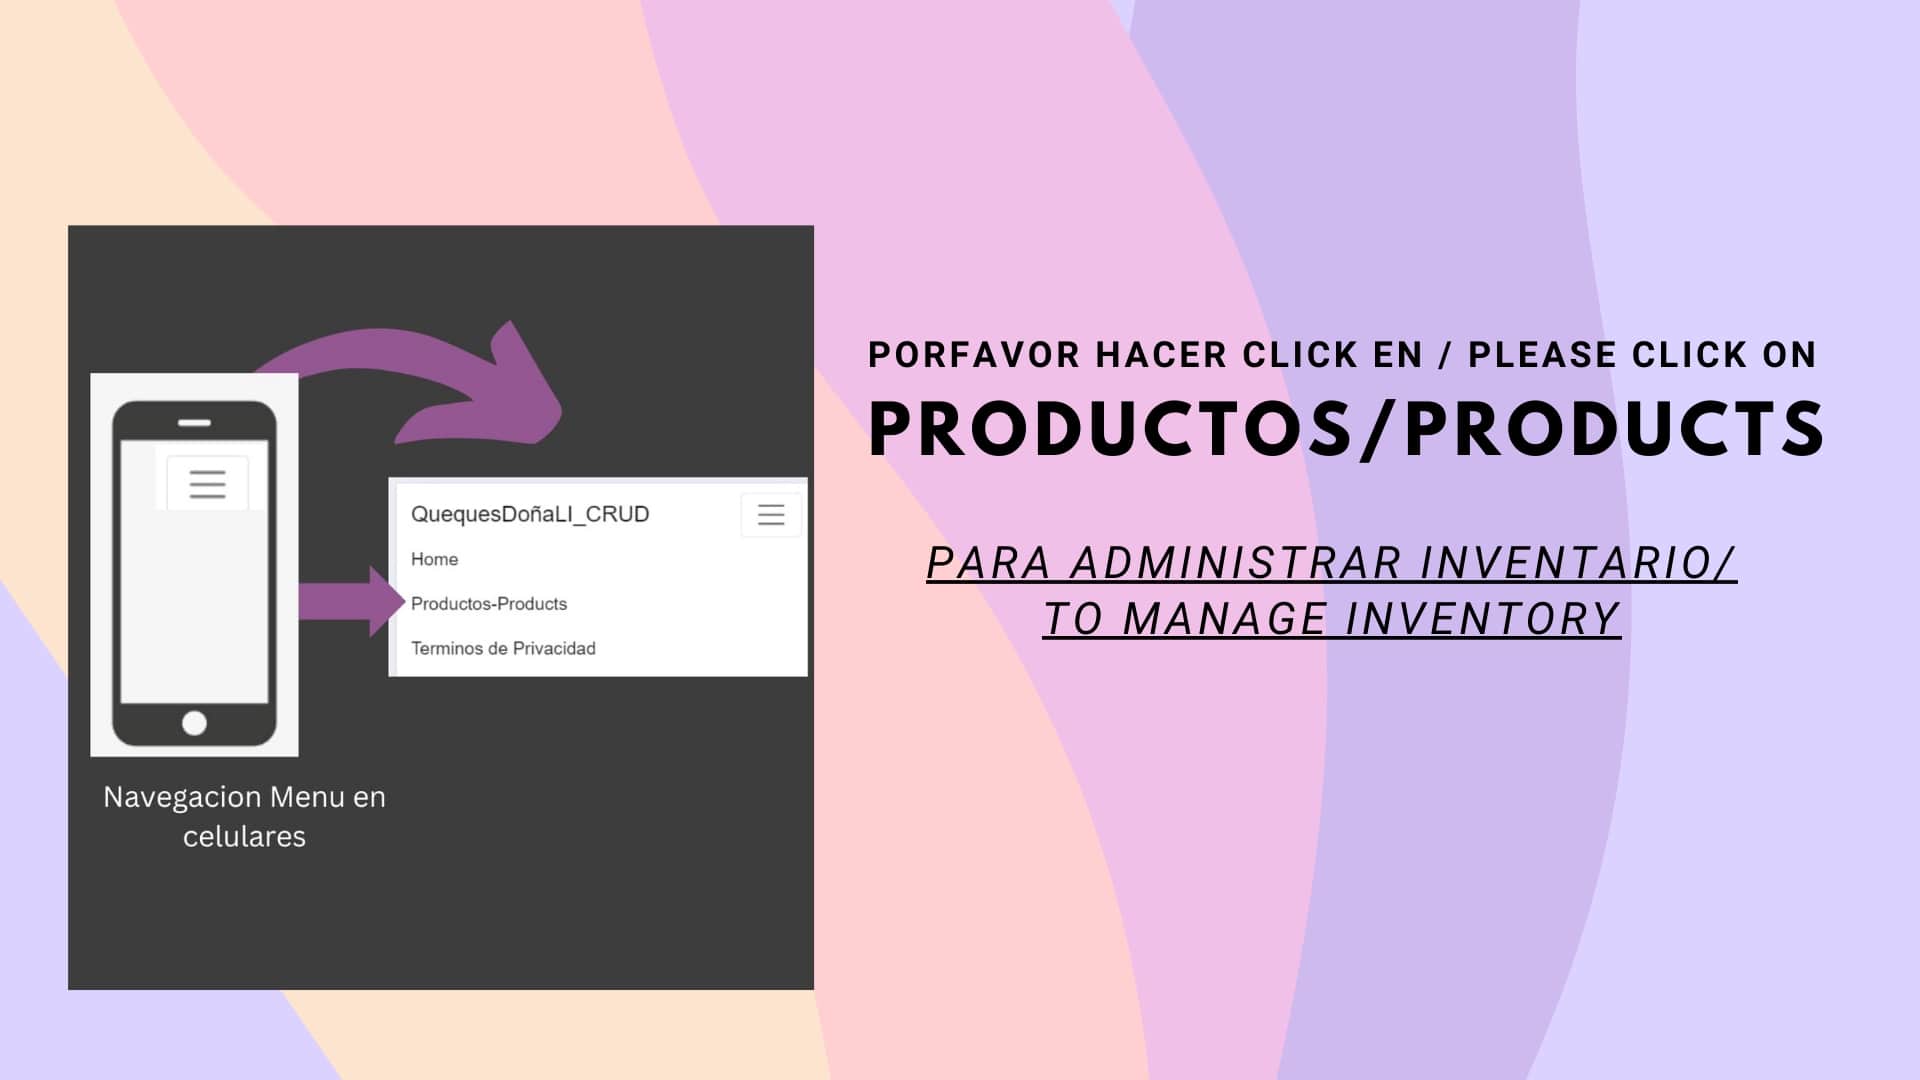 PORFAVOR HACER CLICK EN / PLEASE CLICK ON
PRODUCTOS/PRODUCTS
PARA ADMINISTRAR INVENTARIO/
TO MANAGE INVENTORY
QuequesDoñaLI_CRUD
Home
Productos-Products
Terminos de Privacidad
Navegacion Menu en
celulares